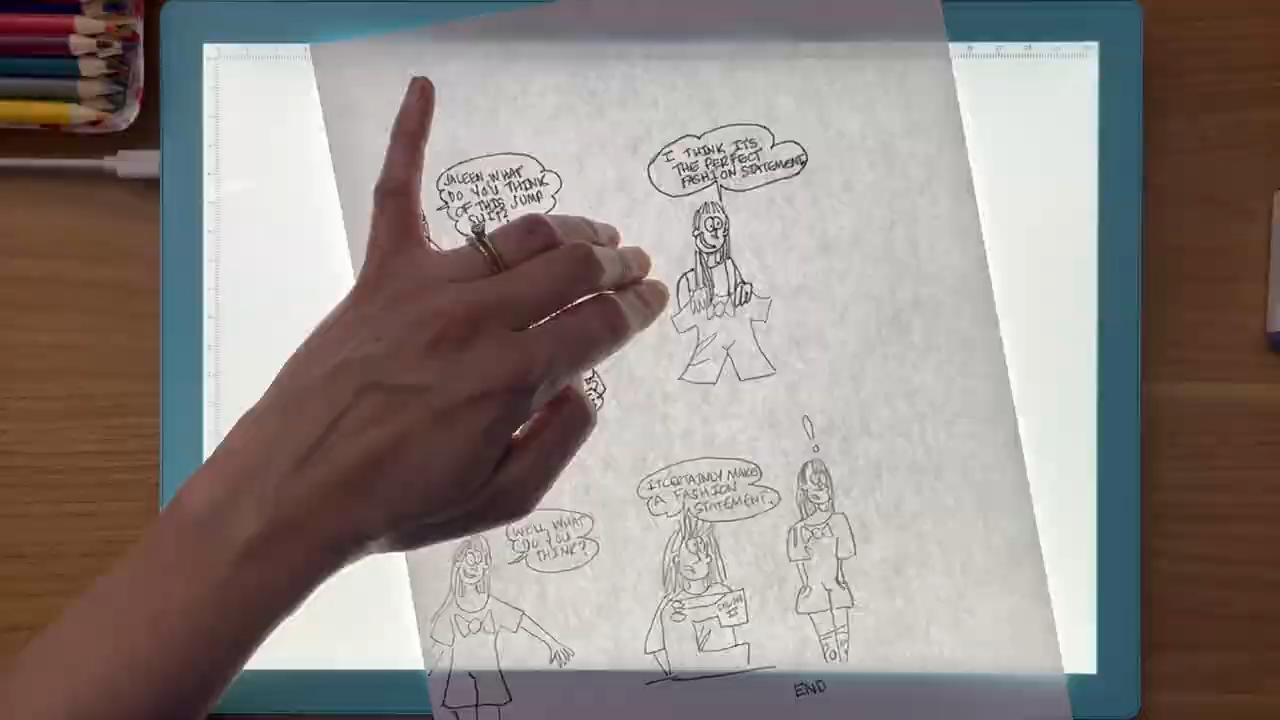 JALEEN, WHAT
DO YOU THINK
OF THIS JUMP
SUIT?
I THINK ITS
THE PERFECT
FASHION STATEMENT
WELL, WHAT
DO YOU
THINK?
IT CERTAINLY MAKES
A FASHION
STATEMENT.
!
END